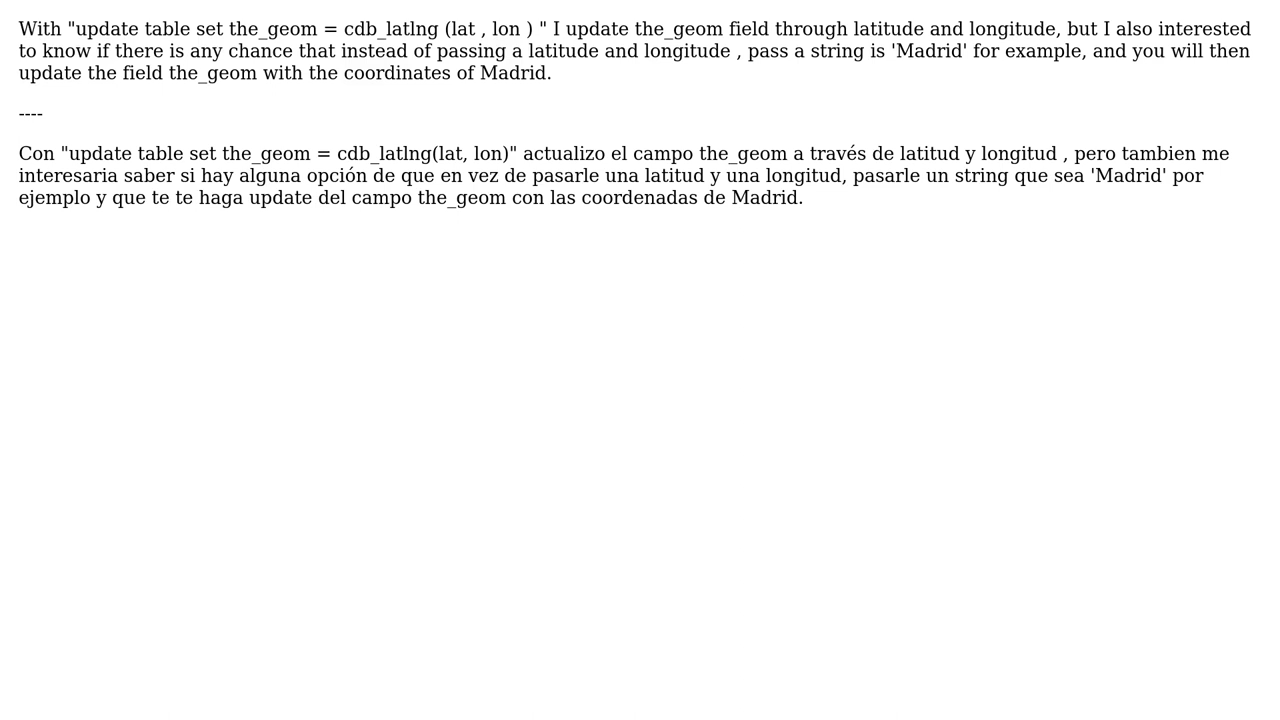 With "update table set the_geom = cdb_latlng (lat , lon ) " I update the_geom field through latitude and longitude, but I also interested
to know if there is any chance that instead of passing a latitude and longitude , pass a string is 'Madrid' for example, and you will then
update the field the_geom with the coordinates of Madrid.
----
Con "update table set the_geom = cdb_latlng(lat, lon)" actualizo el campo the_geom a través de latitud y longitud , pero tambien me
interesaria saber si hay alguna opción de que en vez de pasarle una latitud y una longitud, pasarle un string que sea 'Madrid' por
ejemplo y que te te haga update del campo the_geom con las coordenadas de Madrid.